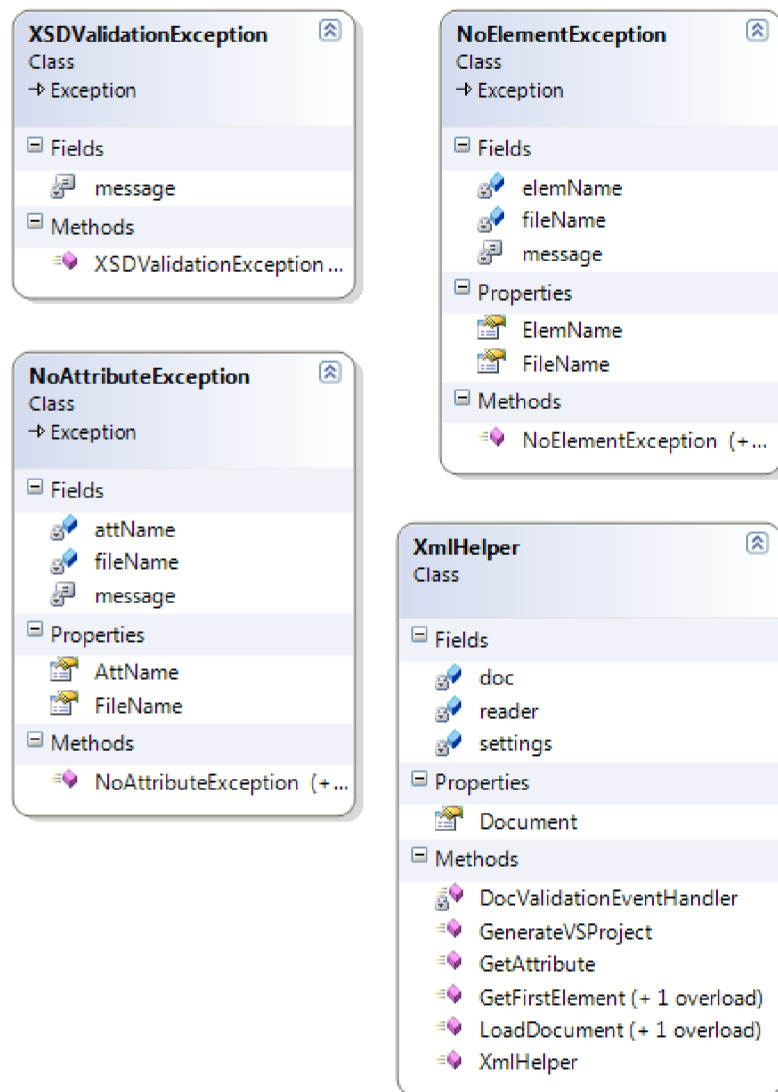 XSDValidationException
Class
Exception
Fields
message
Methods
XSDValidationException ...
NoElementException
Class
Exception
Fields
elemName
fileName
message
Properties
ElemName
FileName
Methods
NoElementException (+...
NoAttributeException
Class
Exception
Fields
attName
fileName
message
Properties
AttName
FileName
Methods
NoAttributeException (+...
XmlHelper
Class
Fields
doc
reader
settings
Properties
Document
Methods
DocValidationEventHandler
GenerateVSProject
GetAttribute
GetFirstElement (+ 1 overload)
LoadDocument (+ 1 overload)
XmlHelper